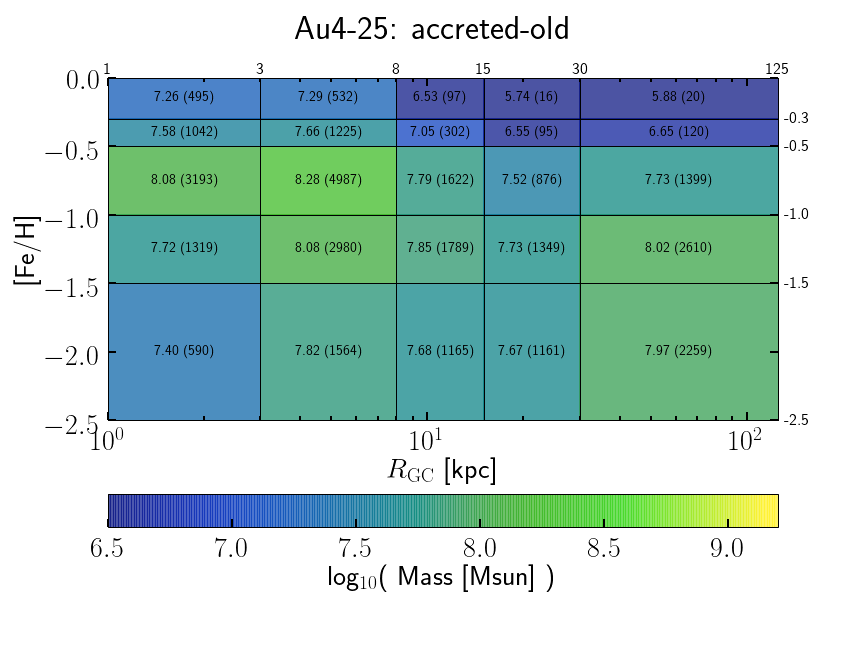 Au4-25: accreted-old
1 3 8 15 30 125
0.0
7.26 (495) 7.29 (532) 6.53 (97) 5.74 (16) 5.88 (20)
-0.3
7.58 (1042) 7.66 (1225) 7.05 (302) 6.55 (95) 6.65 (120)
−0.5 -0.5
8.08 (3193) 8.28 (4987) 7.79 (1622) 7.52 (876) 7.73 (1399)
−1.0 -1.0
7.72 (1319) 8.08 (2980) 7.85 (1789) 7.73 (1349) 8.02 (2610)
−1.5 -1.5
7.40 (590) 7.82 (1564) 7.68 (1165) 7.67 (1161) 7.97 (2259)
−2.0
−2.5 -2.5
[Fe/H]
10⁰ 10¹ 10²
R_GC [kpc]
6.5 7.0 7.5 8.0 8.5 9.0
log₁₀( Mass [Msun] )